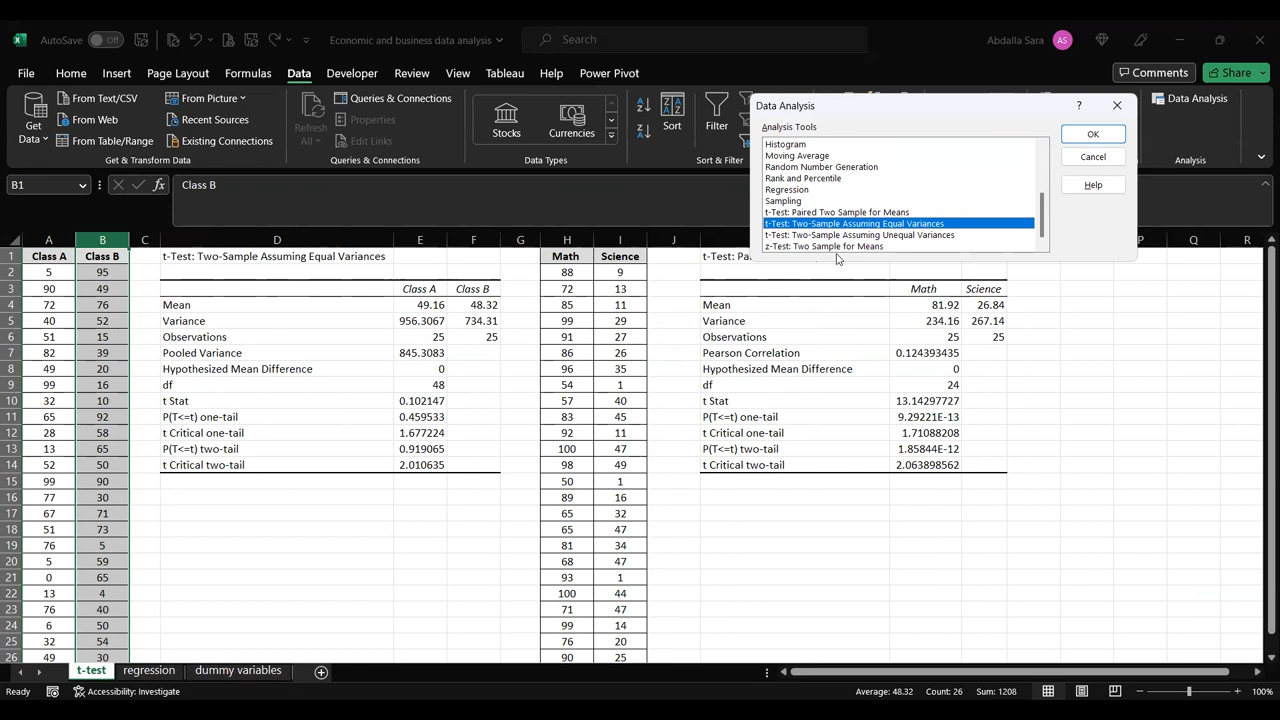 AutoSave Off Economic and business data analysis Search Abdalla Sara AS
File Home Insert Page Layout Formulas Data Developer Review View Automate Help Power Pivot Comments Share
Get Data
From Text/CSV
From Web
From Table/Range
From Picture
Recent Sources
Existing Connections
Get & Transform Data
Refresh All
Queries & Connections
Properties
Edit Links
Queries & Connections
Stocks
Currencies
Data Types
Sort
Filter
Sort & Filter
Data Analysis
Analysis
Data Analysis ?
Analysis Tools
Histogram
Moving Average
Random Number Generation
Rank and Percentile
Regression
Sampling
t-Test: Paired Two Sample for Means
t-Test: Two-Sample Assuming Equal Variances
t-Test: Two-Sample Assuming Unequal Variances
z-Test: Two Sample for Means
OK
Cancel
Help
B1 fx Class B
A B C D E F G H I J P Q R
1 Class A Class B t-Test: Two-Sample Assuming Equal Variances Math Science
2 5 95 88 9
3 90 49 Class A Class B 72 13 Math Science
4 72 76 Mean 49.16 48.32 85 11 Mean 81.92 26.84
5 40 52 Variance 956.3067 734.31 99 29 Variance 234.16 267.14
6 51 15 Observations 25 25 91 27 Observations 25 25
7 82 39 Pooled Variance 845.3083 86 26 Pearson Correlation 0.124393435
8 49 20 Hypothesized Mean Difference 0 96 35 Hypothesized Mean Difference 0
9 99 16 df 48 54 1 df 24
10 32 10 t Stat 0.102147 57 40 t Stat 13.14297727
11 65 92 P(T<=t) one-tail 0.459533 83 45 P(T<=t) one-tail 9.29221E-13
12 28 58 t Critical one-tail 1.677224 92 11 t Critical one-tail 1.71088208
13 13 65 P(T<=t) two-tail 0.919065 100 47 P(T<=t) two-tail 1.85844E-12
14 52 50 t Critical two-tail 2.010635 98 49 t Critical two-tail 2.063898562
15 99 90 50 1
16 77 30 89 16
17 67 71 65 32
18 51 73 65 47
19 76 5 81 34
20 5 59 68 47
21 0 65 93 1
22 13 4 100 44
23 76 40 71 47
24 6 50 99 14
25 32 54 76 20
26 49 30 90 25
t-test regression dummy variables
Ready Accessibility: Investigate Average: 48.32 Count: 26 Sum: 1208 100%